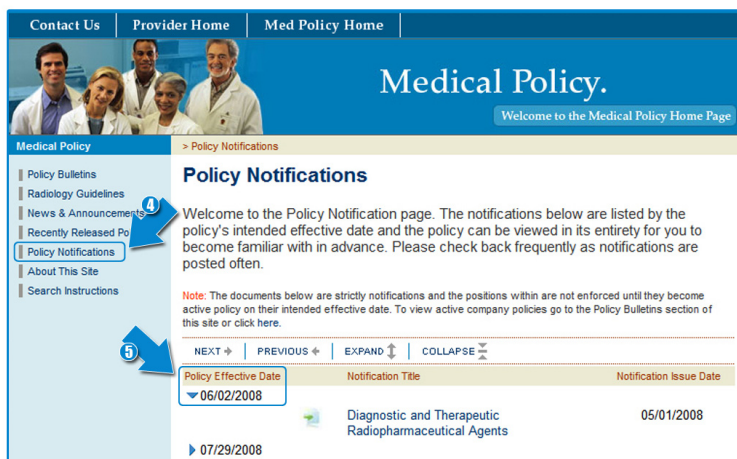 Contact Us Provider Home Med Policy Home
Medical Policy.
Welcome to the Medical Policy Home Page
Medical Policy
> Policy Notifications
Policy Bulletins
Radiology Guidelines
News & Announcements
Recently Released
Policy Notifications
About This Site
Search Instructions
4
5
Policy Notifications
Welcome to the Policy Notification page. The notifications below are listed by the
policy's intended effective date and the policy can be viewed in its entirety for you to
become familiar with in advance. Please check back frequently as notifications are
posted often.
Note: The documents below are strictly notifications and the positions within are not enforced until they become
active policy on their intended effective date. To view active company policies go to the Policy Bulletins section of
this site or click here.
NEXT PREVIOUS EXPAND COLLAPSE
Policy Effective Date Notification Title Notification Issue Date
06/02/2008
Diagnostic and Therapeutic 05/01/2008
Radiopharmaceutical Agents
07/29/2008